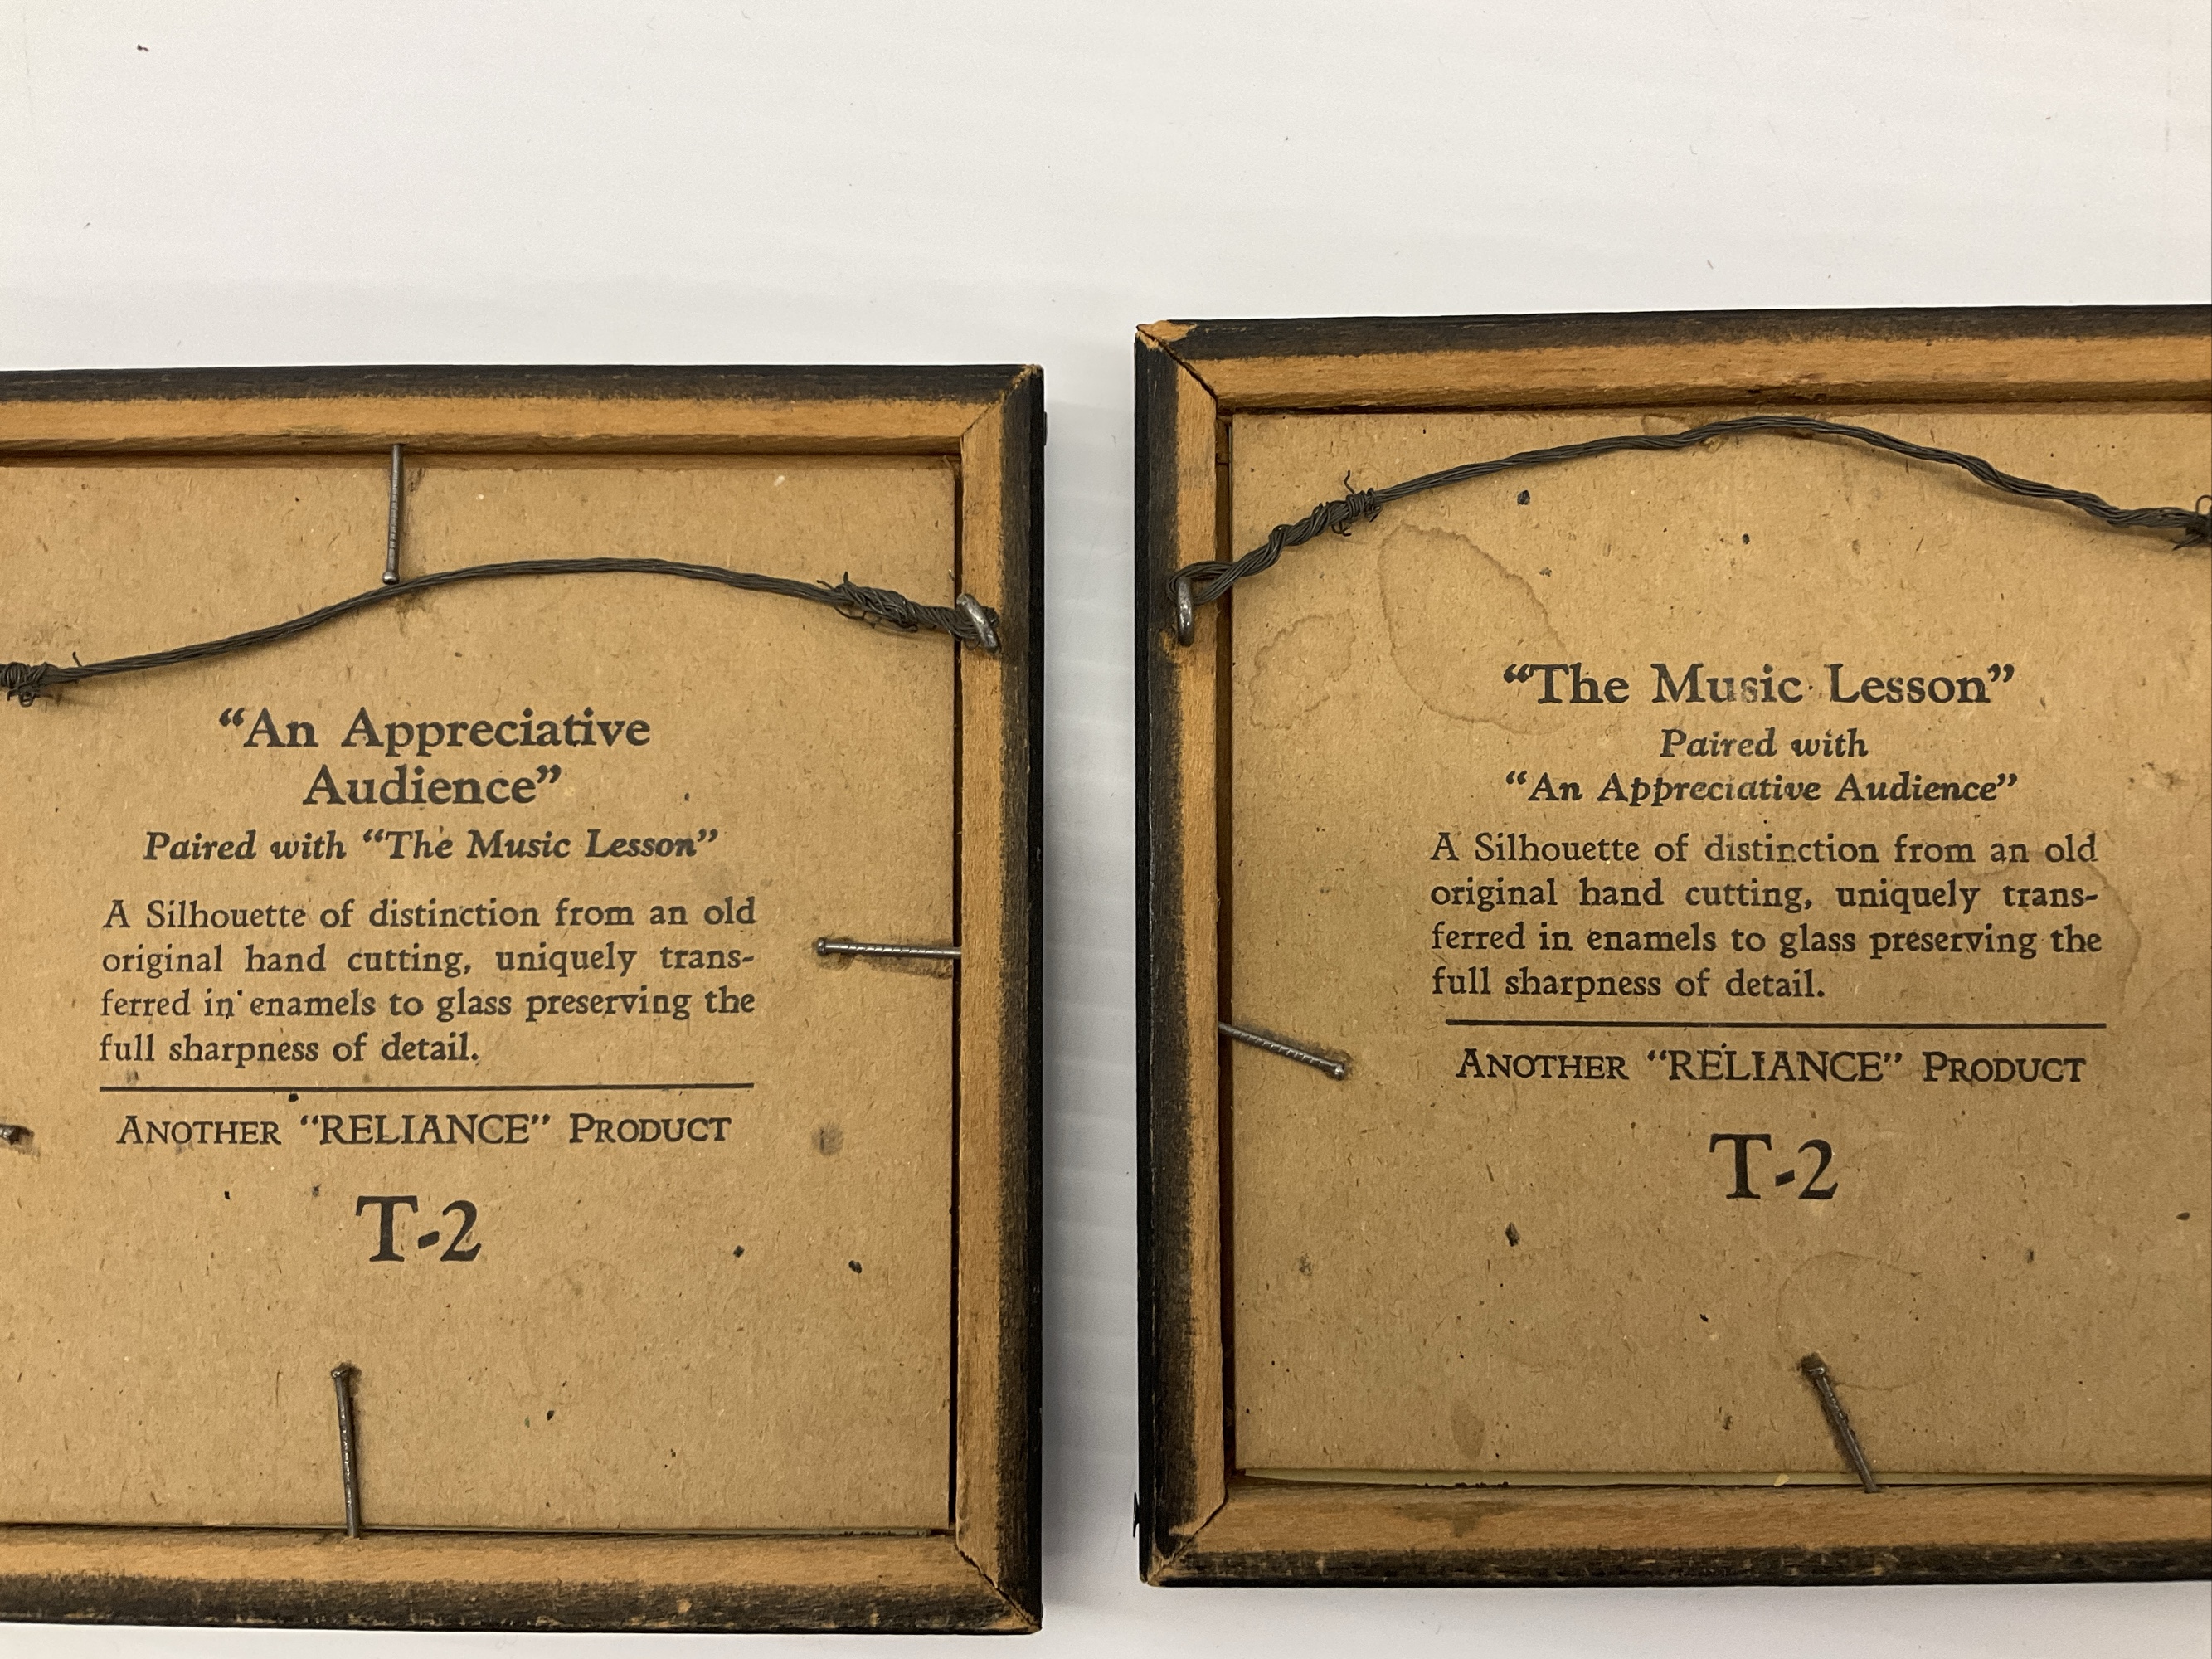 “An Appreciative
Audience”
Paired with “The Music Lesson”
A Silhouette of distinction from an old
original hand cutting, uniquely trans-
ferred in enamels to glass preserving the
full sharpness of detail.
ANOTHER “RELIANCE” PRODUCT
T-2
“The Music Lesson”
Paired with
“An Appreciative Audience”
A Silhouette of distinction from an old
original hand cutting, uniquely trans-
ferred in enamels to glass preserving the
full sharpness of detail.
ANOTHER “RELIANCE” PRODUCT
T-2